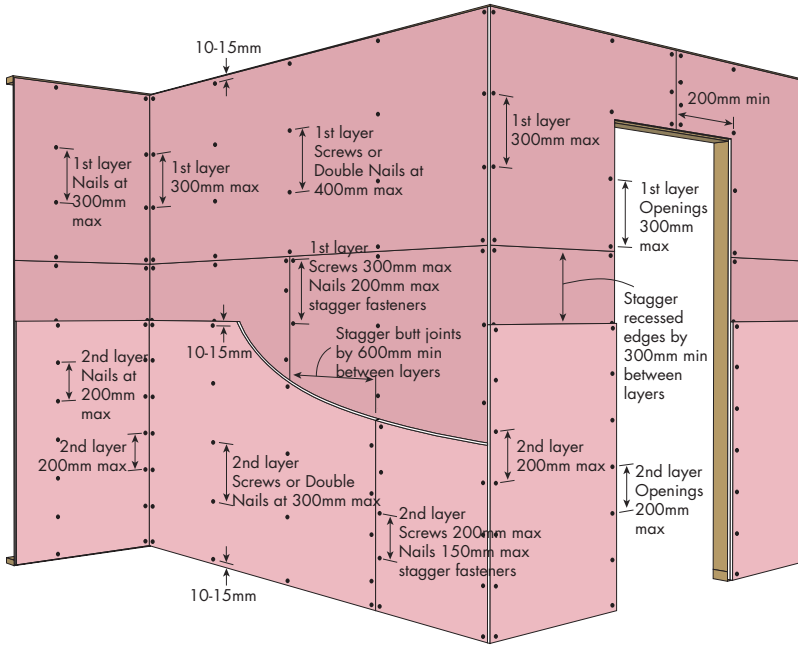 10-15mm
200mm min
1st layer
Nails at
300mm
max
1st layer
300mm max
1st layer
Screws or
Double Nails at
400mm max
1st layer
300mm max
1st layer
Openings
300mm
max
1st layer
Screws 300mm max
Nails 200mm max
stagger fasteners
Stagger
recessed
edges by
300mm min
between
layers
10-15mm
Stagger butt joints
by 600mm min
between layers
2nd layer
Nails at
200mm
max
2nd layer
200mm max
2nd layer
Screws or Double
Nails at 300mm max
2nd layer
200mm max
2nd layer
Openings
200mm
max
2nd layer
Screws 200mm max
Nails 150mm max
stagger fasteners
10-15mm